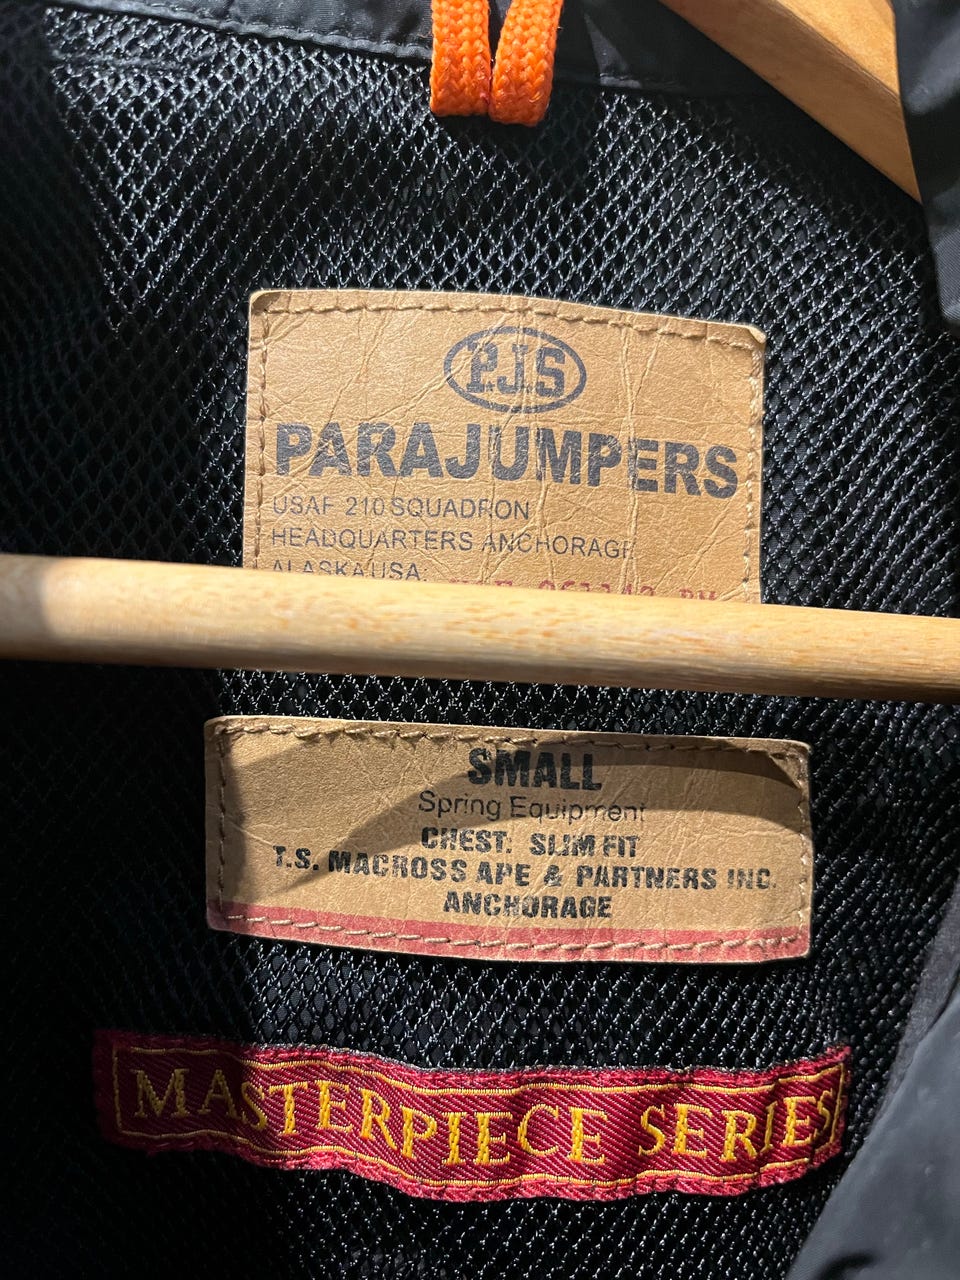 P.J.S
PARAJUMPERS
USAF 210 SQUADRON
HEADQUARTERS ANCHORAGE
ALASKA USA:
SMALL
Spring Equipment
CHEST: SLIM FIT
T.S. MACROSS APE & PARTNERS INC.
ANCHORAGE
MASTERPIECE SERIES